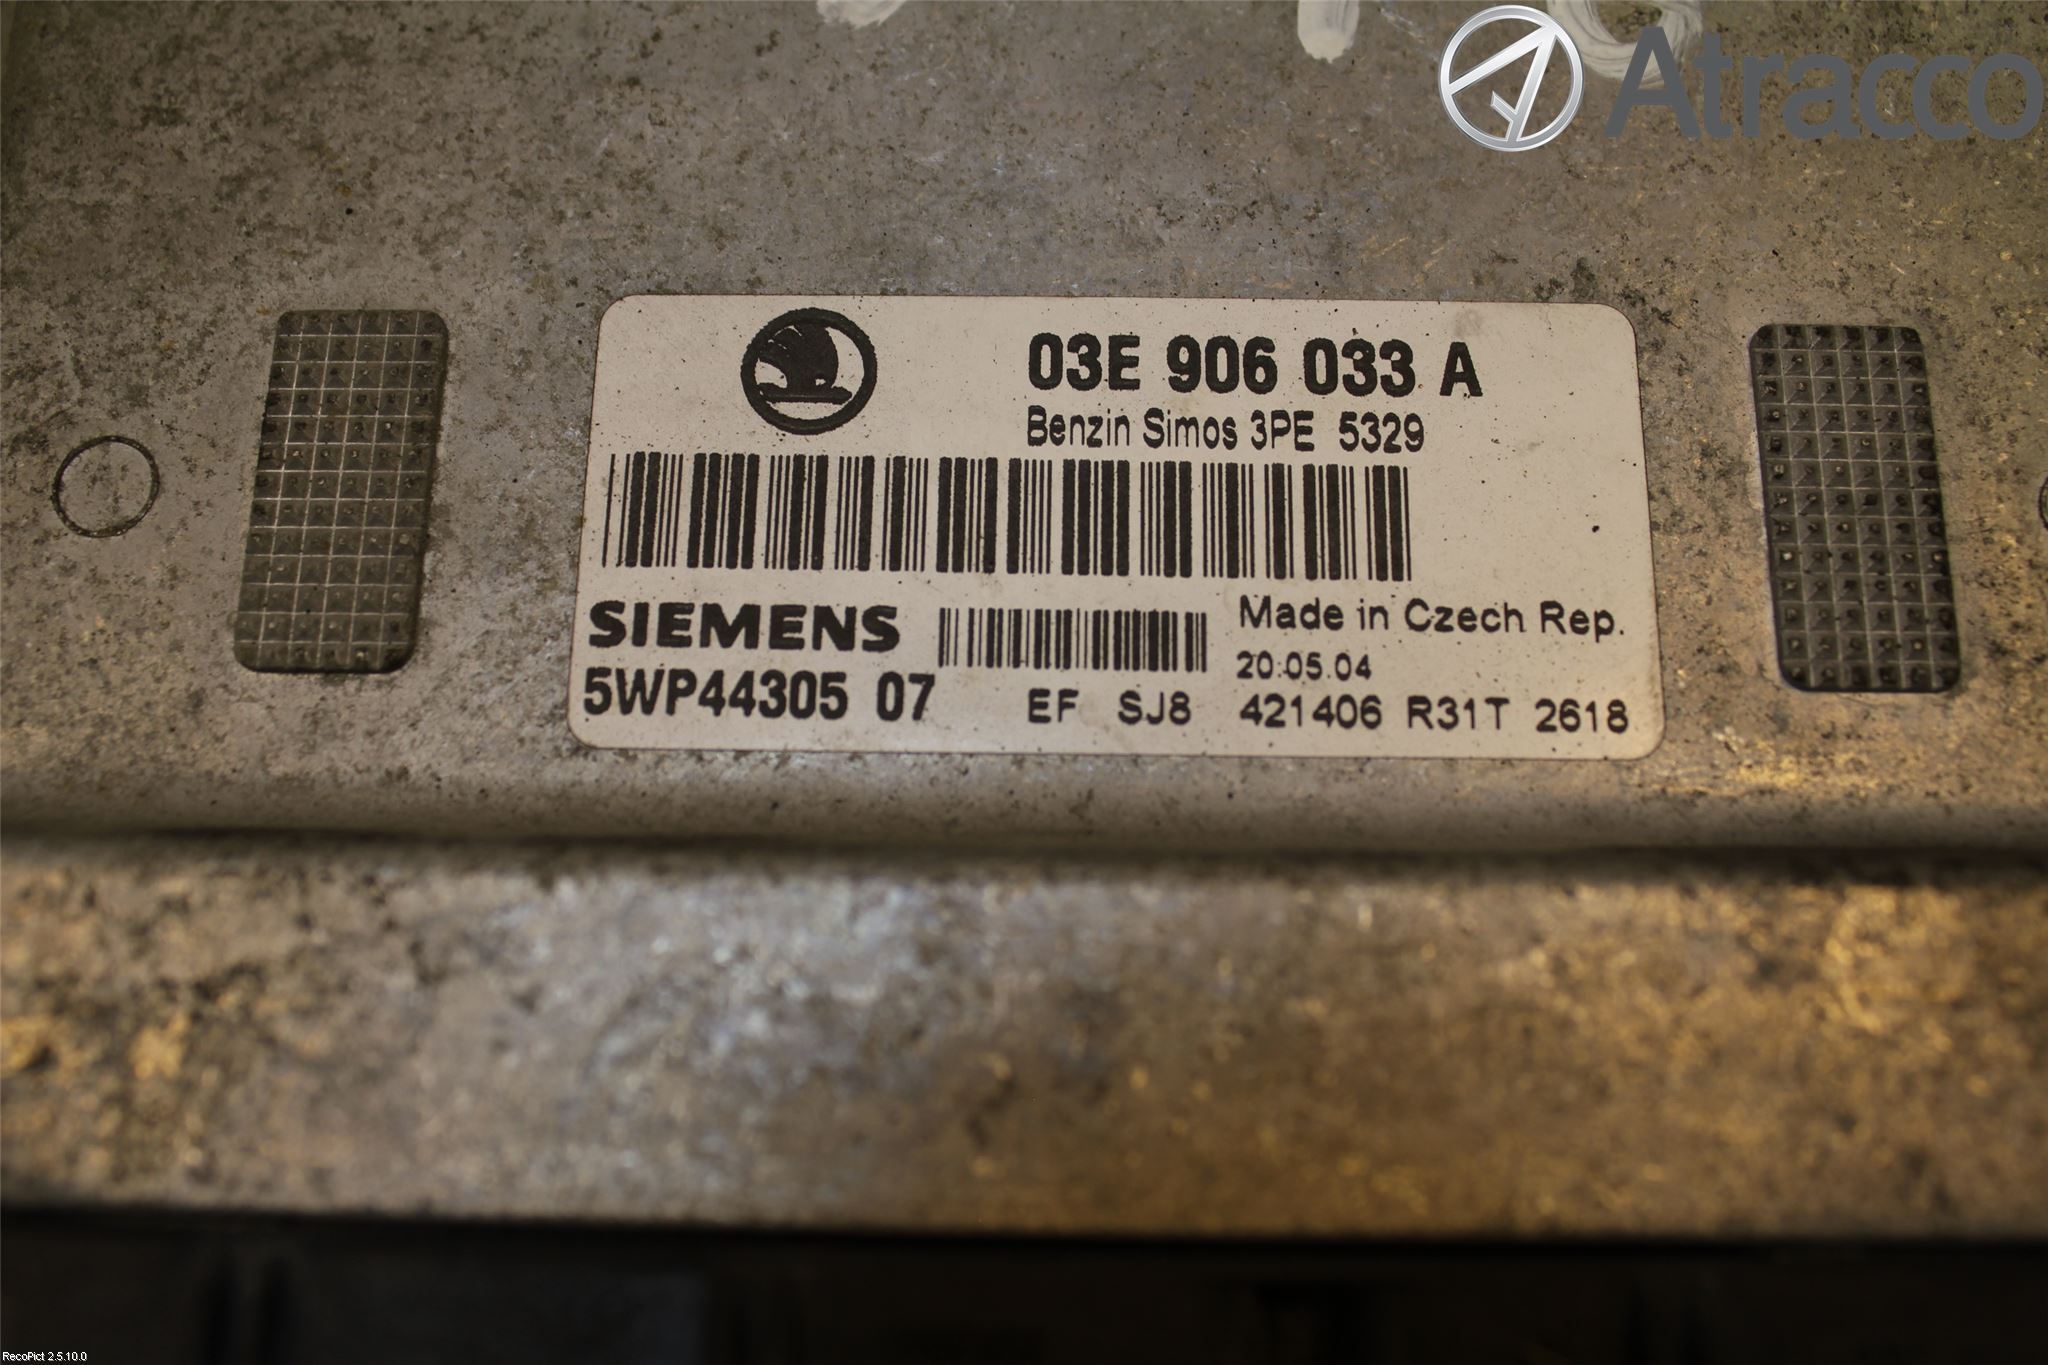 Atracco
03E 906 033 A
Benzin Simos 3PE 5329
SIEMENS
Made in Czech Rep.
20.05.04
5WP44305 07
EF SJ8
421406 R31T 2618
RecoPict 2.5.10.0